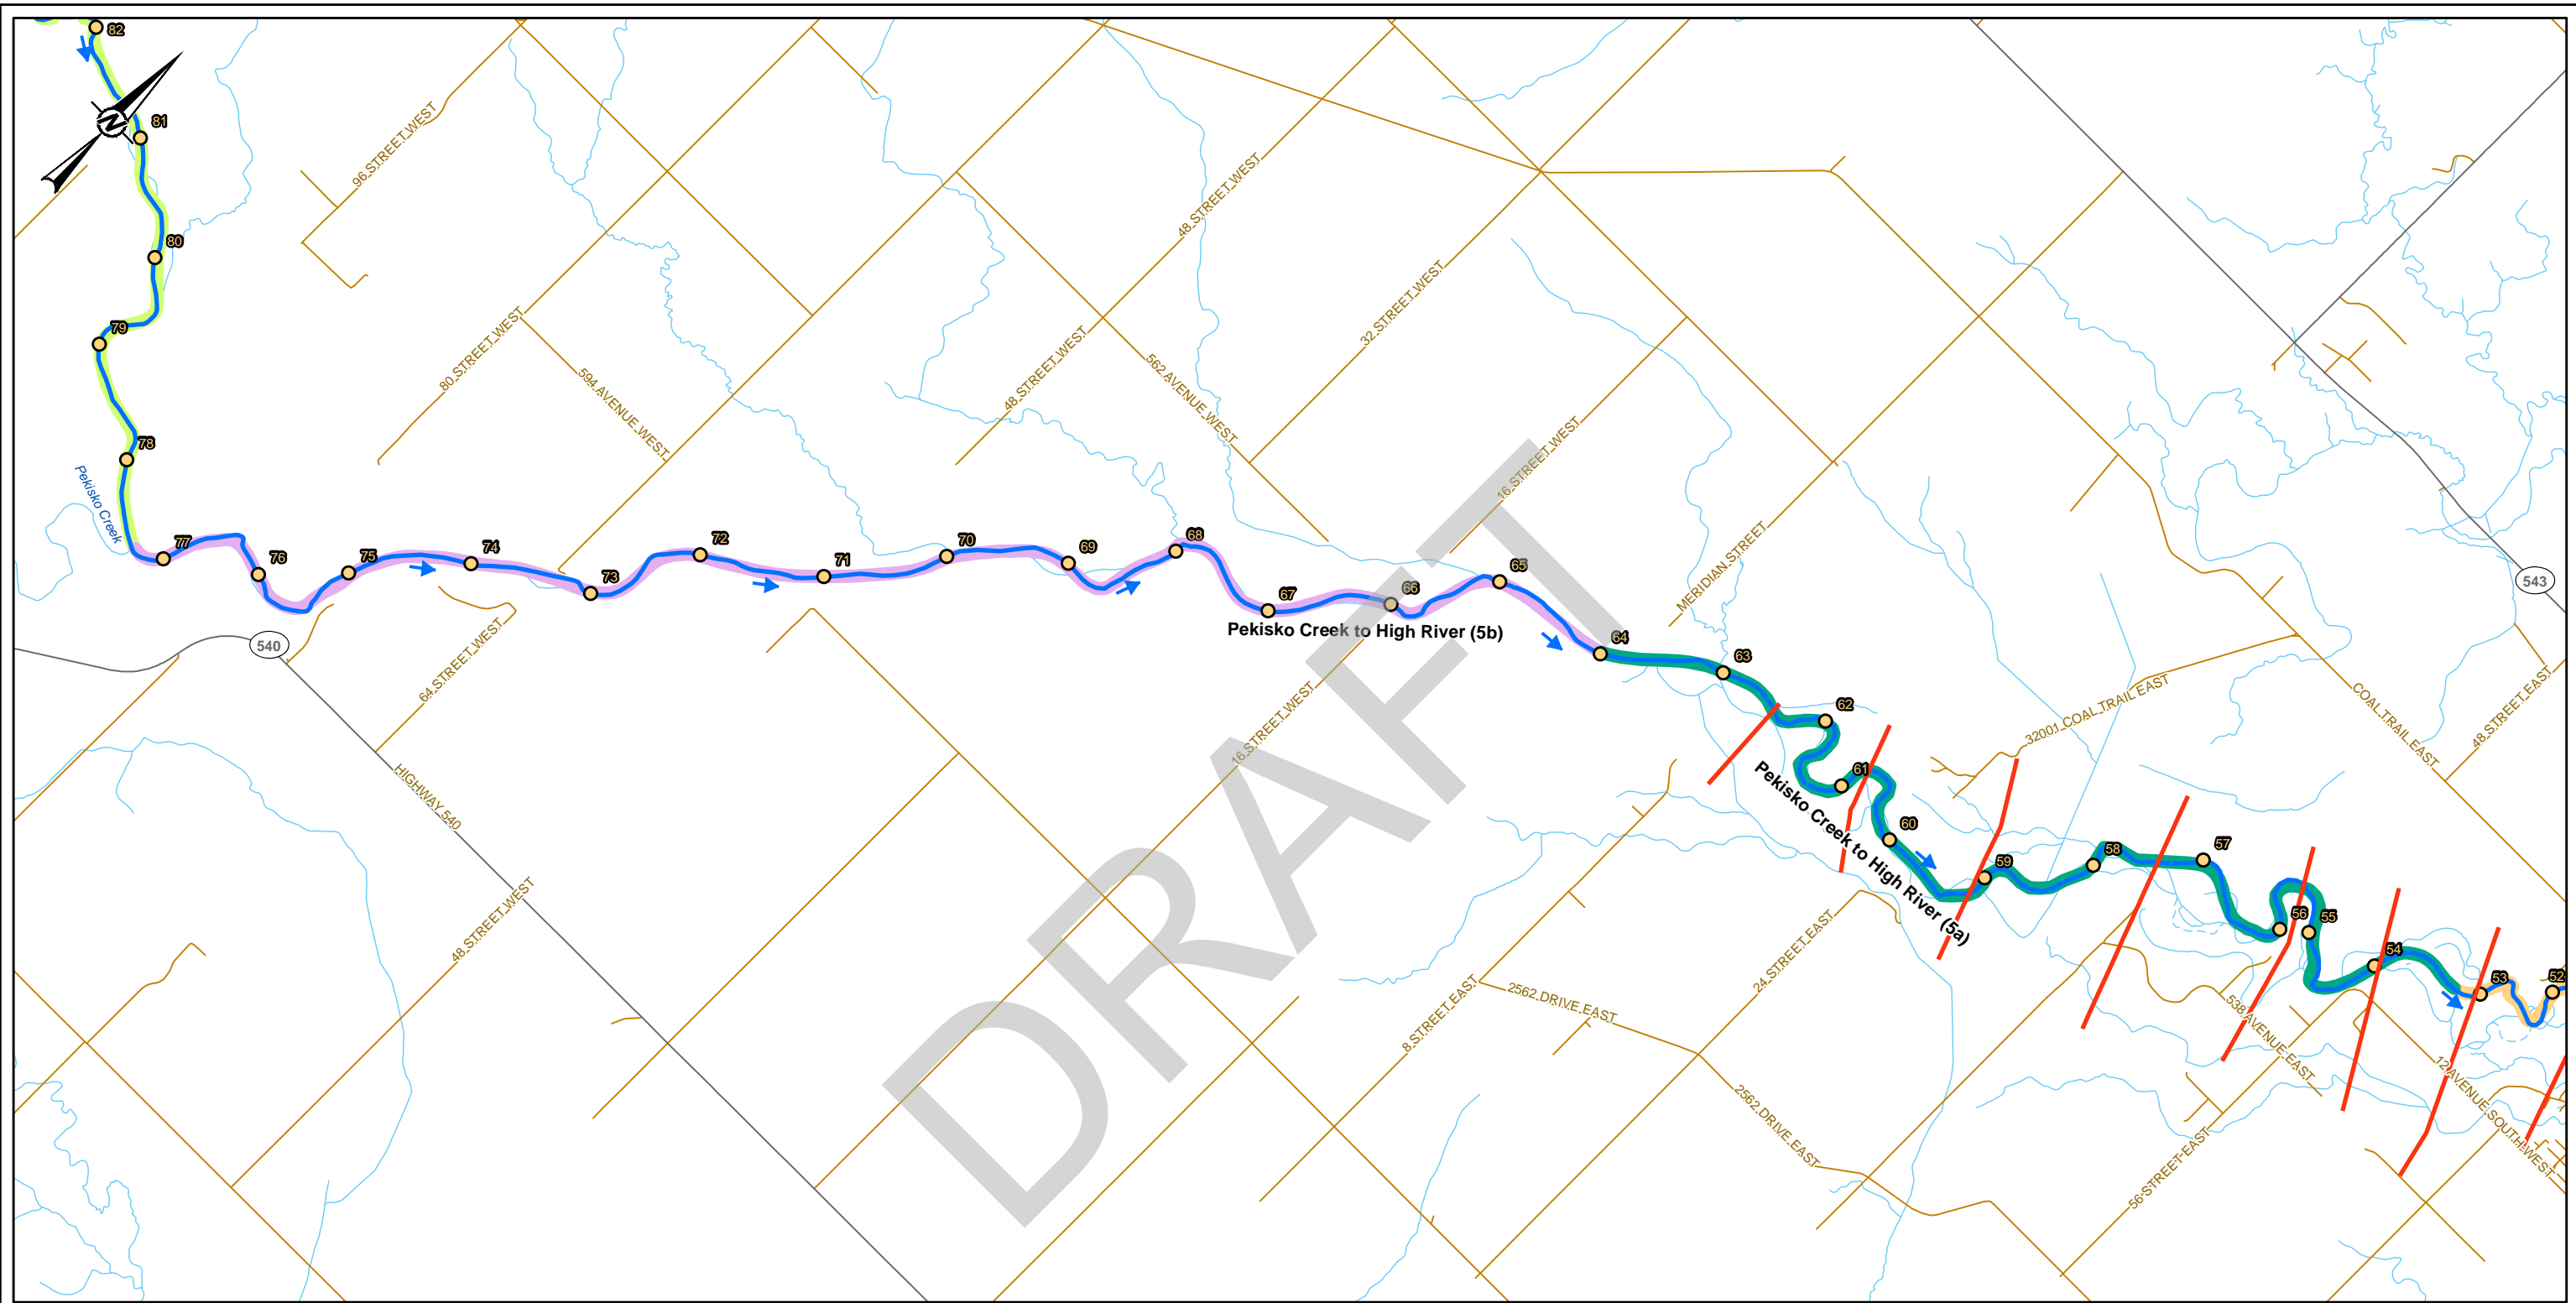 82
81
N
96 STREET WEST
80
79
78
Pekisko Creek
80 STREET WEST
594 AVENUE WEST
48 STREET WEST
48 STREET WEST
562 AVENUE WEST
32 STREET WEST
16 STREET WEST
MERIDIAN STREET
77
76
75
74
73
72
71
70
69
68
67
66
65
64
63
62
61
60
59
58
57
56
55
54
53
52
Pekisko Creek to High River (5b)
Pekisko Creek to High River (5a)
540
543
64 STREET WEST
HIGHWAY 540
48 STREET WEST
16 STREET WEST
32001 COAL TRAIL EAST
COAL TRAIL EAST
48 STREET EAST
8 STREET EAST
2562 DRIVE EAST
24 STREET EAST
2562 DRIVE EAST
538 AVENUE EAST
12 AVENUE SOUTH WEST
56 STREET EAST
DRAFT